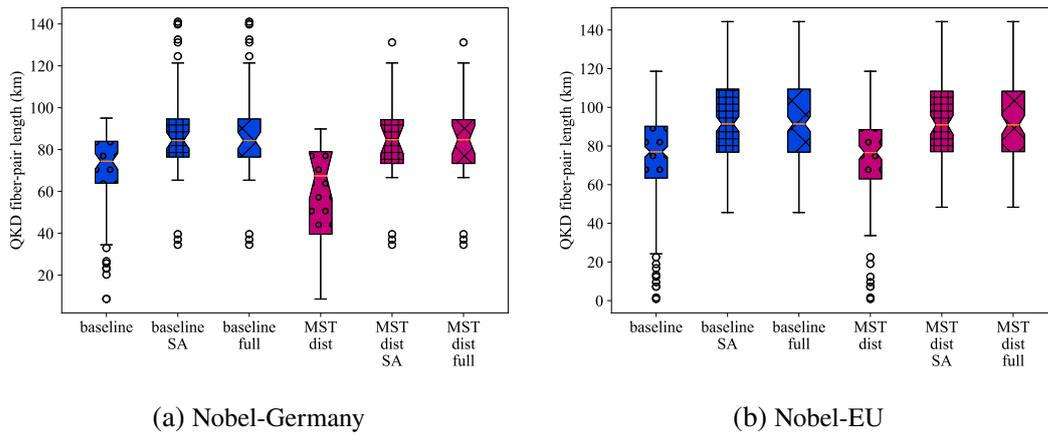 QKD fiber-pair length (km)
140
120
100
80
60
40
20
baseline
baseline
SA
baseline
full
MST
dist
MST
dist
SA
MST
dist
full
(a) Nobel-Germany
QKD fiber-pair length (km)
140
120
100
80
60
40
20
0
baseline
baseline
SA
baseline
full
MST
dist
MST
dist
SA
MST
dist
full
(b) Nobel-EU